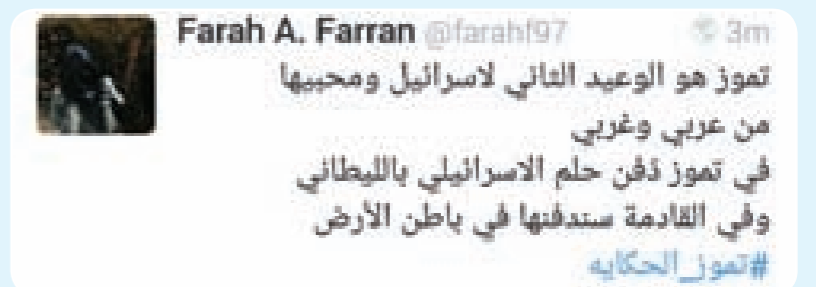 Farah A. Farran @farahf97 3m
تموز هو الوعيد الثاني لاسرائيل ومحبيها
من عربي وغربي
في تموز دُفن حلم الاسرائيلي بالليطاني
وفي القادمة سندفنها في باطن الأرض
#تموز_الحكايه